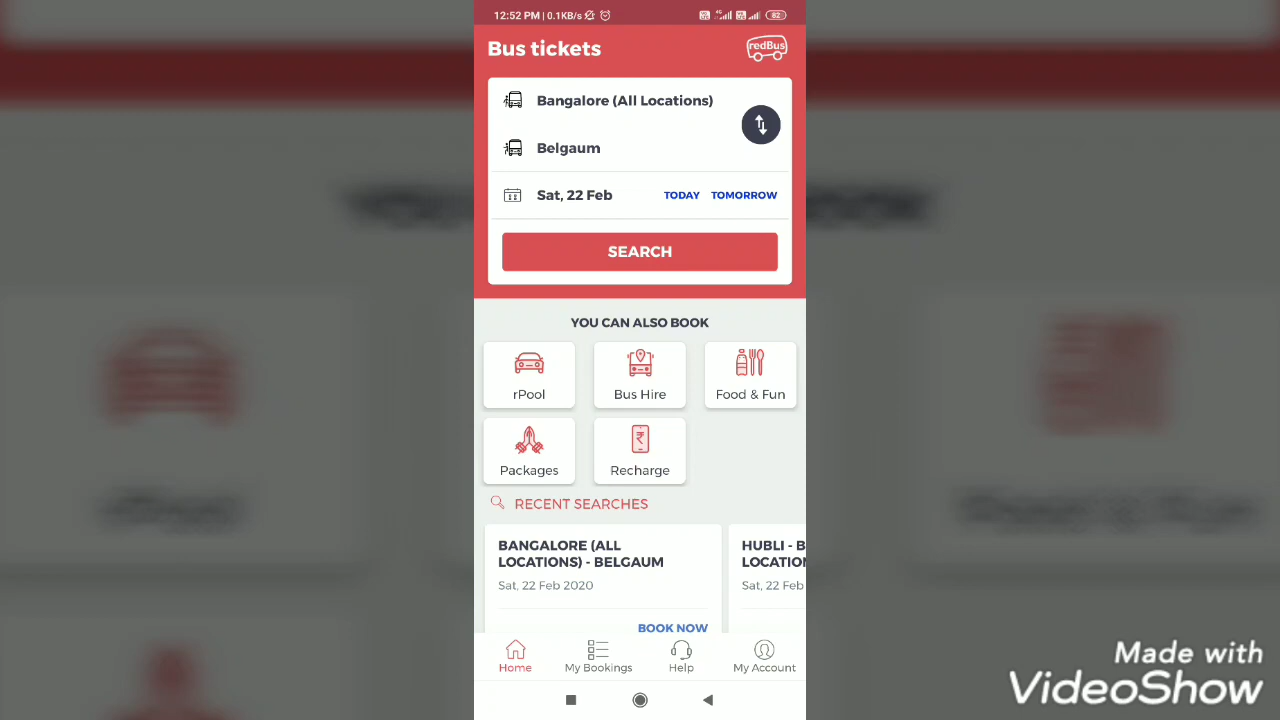 12:52 PM | 0.1KB/s
82
Bus tickets
redBus
Bangalore (All Locations)
Belgaum
Sat, 22 Feb
TODAY
TOMORROW
SEARCH
YOU CAN ALSO BOOK
rPool
Bus Hire
Food & Fun
Packages
Recharge
RECENT SEARCHES
BANGALORE (ALL
LOCATIONS) - BELGAUM
Sat, 22 Feb 2020
BOOK NOW
HUBLI - B
LOCATION
Sat, 22 Feb
Home
My Bookings
Help
My Account
Made with
VideoShow